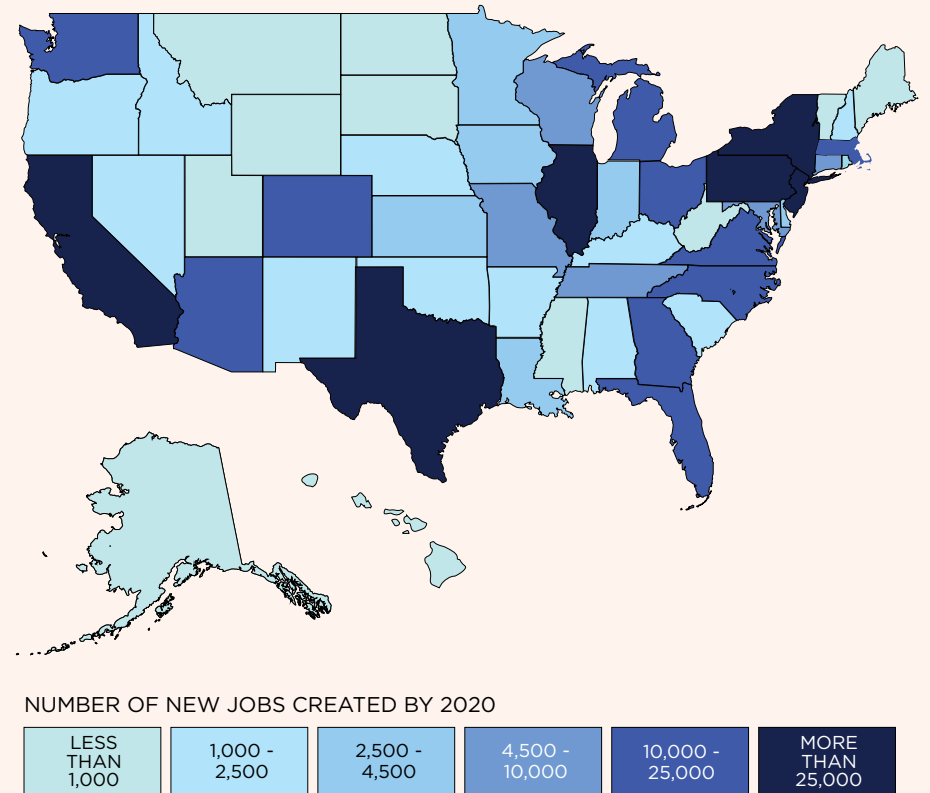 NUMBER OF NEW JOBS CREATED BY 2020
LESS
THAN
1,000
1,000 -
2,500
2,500 -
4,500
4,500 -
10,000
10,000 -
25,000
MORE
THAN
25,000